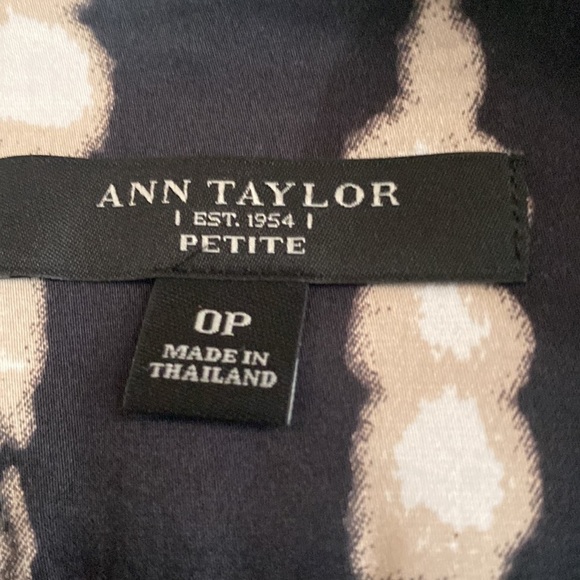 ANN TAYLOR
| EST. 1954 |
PETITE
0P
MADE IN
THAILAND